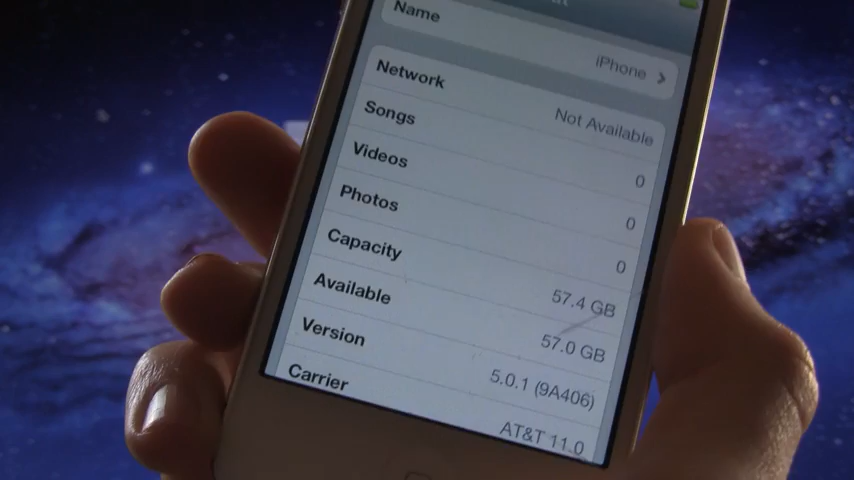 Name iPhone
Network Not Available
Songs 0
Videos 0
Photos 0
Capacity 57.4 GB
Available 57.0 GB
Version 5.0.1 (9A406)
Carrier AT&T 11.0